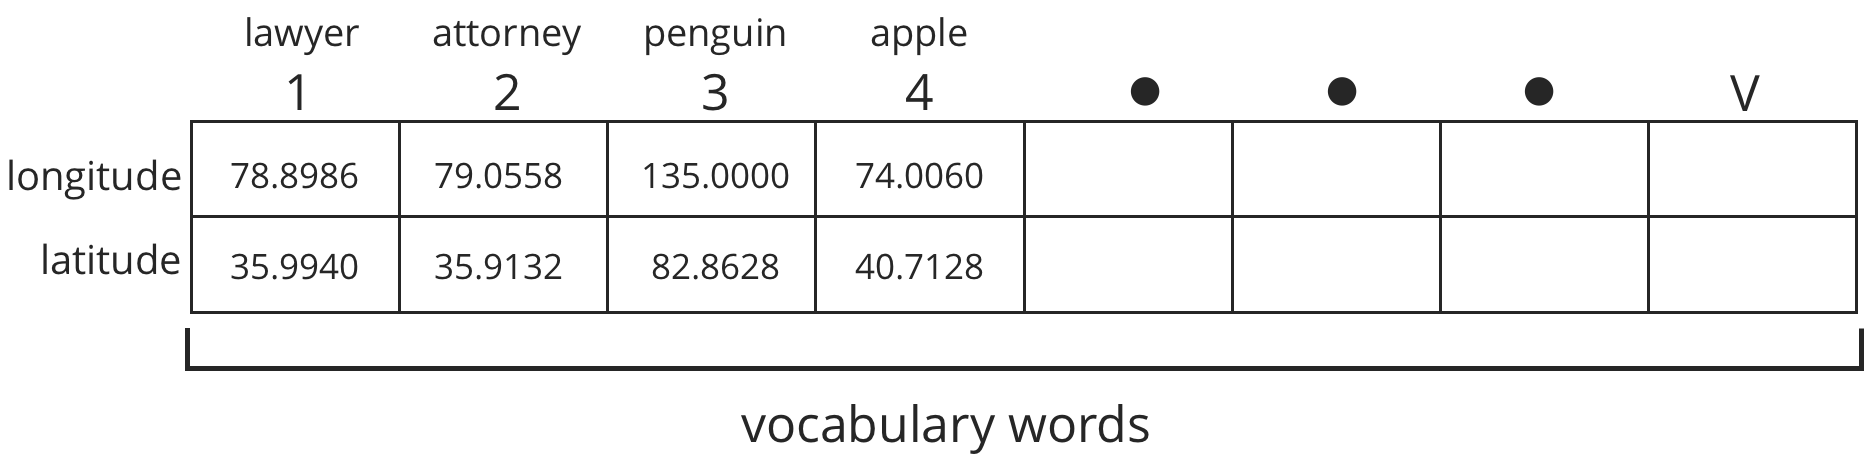 lawyer attorney penguin apple
1 2 3 4 ● ● ● V
longitude 78.8986 79.0558 135.0000 74.0060
latitude 35.9940 35.9132 82.8628 40.7128
vocabulary words